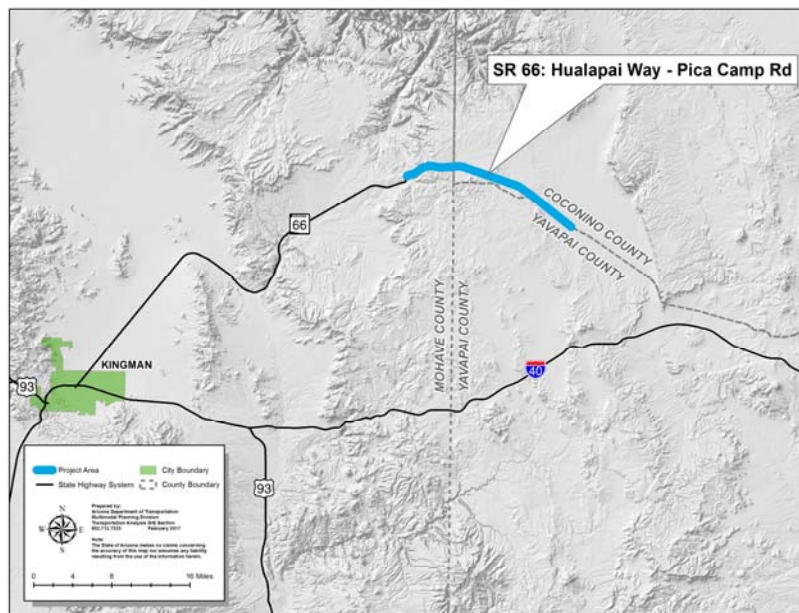 SR 66: Hualapai Way - Pica Camp Rd
66
COCONINO COUNTY
YAVAPAI COUNTY
MOHAVE COUNTY
YAVAPAI COUNTY
KINGMAN
93
40
93
Project Area
City Boundary
State Highway System
County Boundary
N
W
E
S
Prepared by:
Arizona Department of Transportation
Multimodal Planning Division
Transportation Analysis GIS Section
February 2017
Note:
The State of Arizona makes no claims concerning
the accuracy of this map nor assumes any liability
resulting from the use of the information herein.
0 4 8 16 Miles